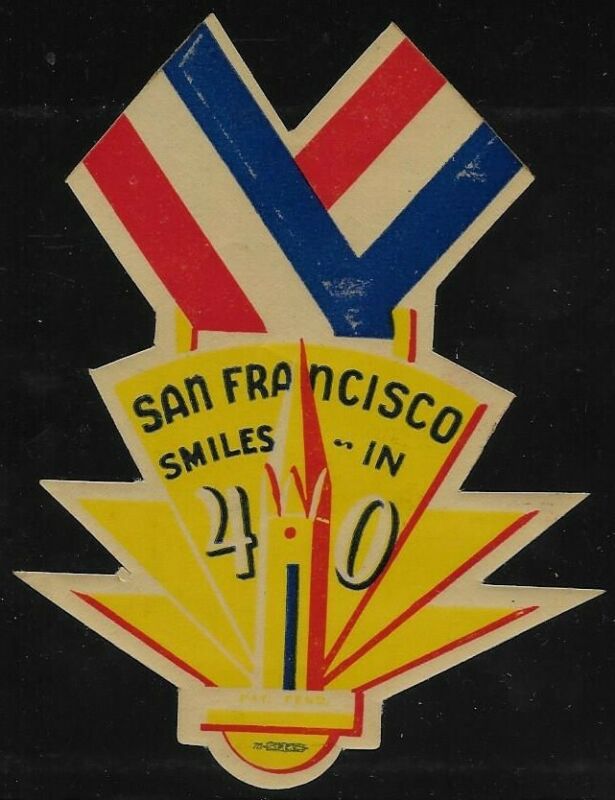 SAN FRANCISCO
SMILES ~ IN
40
PAT. PEND.